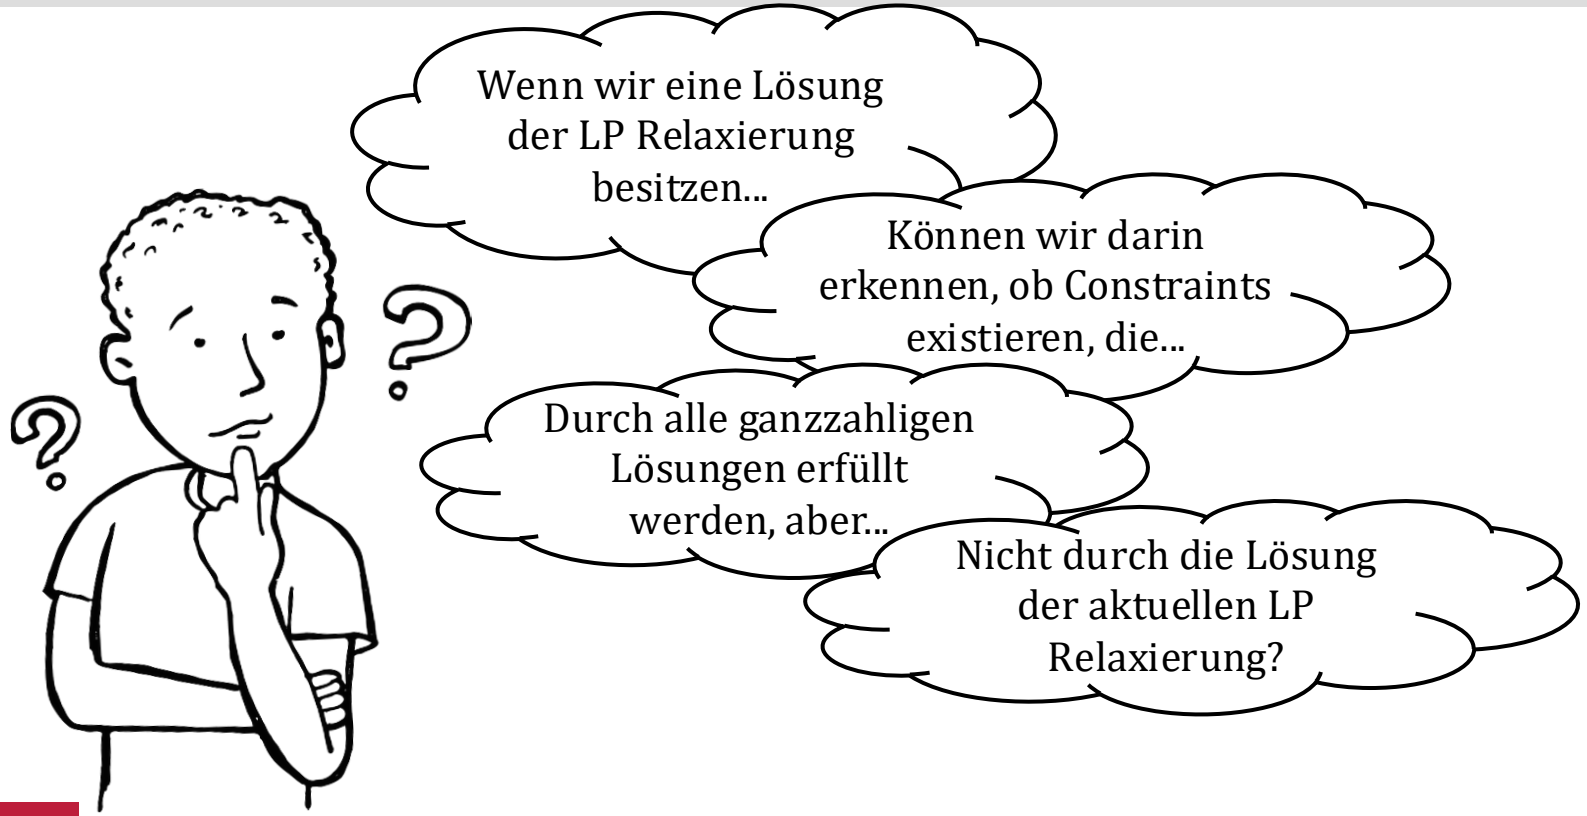 Wenn wir eine Lösung
der LP Relaxierung
besitzen...
Können wir darin
erkennen, ob Constraints
existieren, die...
Durch alle ganzzahligen
Lösungen erfüllt
werden, aber...
Nicht durch die Lösung
der aktuellen LP
Relaxierung?